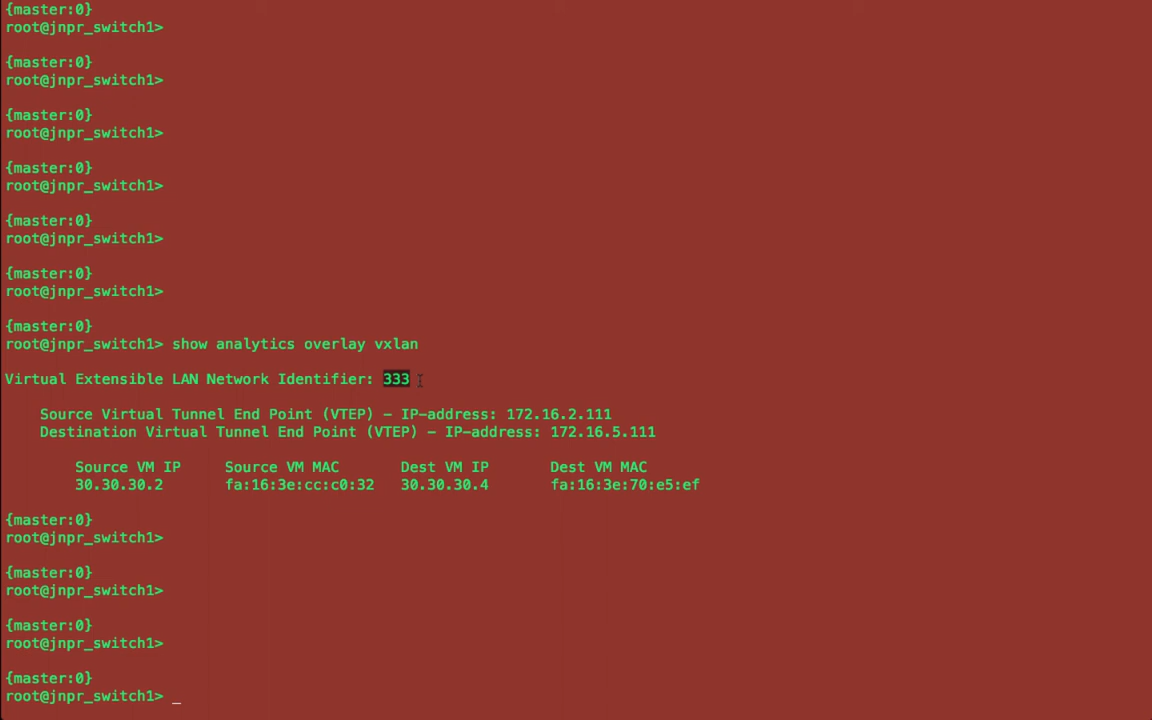 {master:0}
root@jnpr_switch1>
{master:0}
root@jnpr_switch1>
{master:0}
root@jnpr_switch1>
{master:0}
root@jnpr_switch1>
{master:0}
root@jnpr_switch1>
{master:0}
root@jnpr_switch1>
{master:0}
root@jnpr_switch1> show analytics overlay vxlan
Virtual Extensible LAN Network Identifier: 333
Source Virtual Tunnel End Point (VTEP) - IP-address: 172.16.2.111
Destination Virtual Tunnel End Point (VTEP) - IP-address: 172.16.5.111
Source VM IP Source VM MAC Dest VM IP Dest VM MAC
30.30.30.2 fa:16:3e:cc:c0:32 30.30.30.4 fa:16:3e:70:e5:ef
{master:0}
root@jnpr_switch1>
{master:0}
root@jnpr_switch1>
{master:0}
root@jnpr_switch1>
{master:0}
root@jnpr_switch1> _